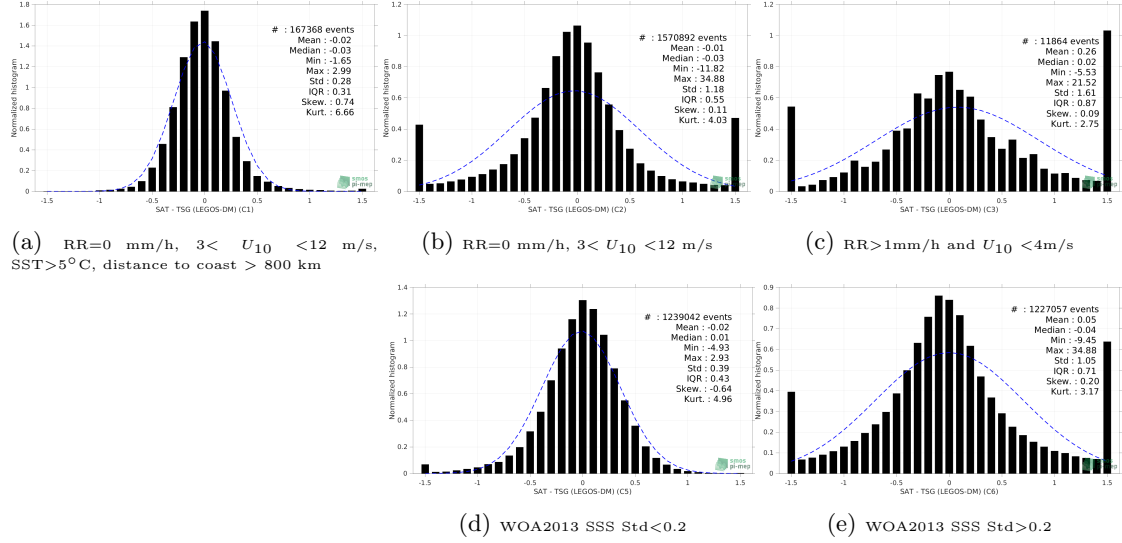 1.8
1.6
1.4
1.2
1
0.8
0.6
0.4
0.2
0
Normalized histogram
# : 167368 events
Mean : -0.02
Median : -0.03
Min : -1.65
Max : 2.99
Std : 0.28
IQR : 0.31
Skew. : 0.74
Kurt. : 6.66
smos
pi-mep
-1.5 -1 -0.5 0 0.5 1 1.5
SAT - TSG (LEGOS-DM) (C1)
(a) RR=0 mm/h, 3< U10 <12 m/s,
SST>5°C, distance to coast > 800 km
1.2
1
0.8
0.6
0.4
0.2
0
Normalized histogram
# : 1570892 events
Mean : -0.01
Median : -0.03
Min : -11.82
Max : 34.88
Std : 1.18
IQR : 0.55
Skew. : 0.11
Kurt. : 4.03
smos
pi-mep
-1.5 -1 -0.5 0 0.5 1 1.5
SAT - TSG (LEGOS-DM) (C2)
(b) RR=0 mm/h, 3< U10 <12 m/s
1.2
1
0.8
0.6
0.4
0.2
0
Normalized histogram
# : 11864 events
Mean : 0.26
Median : 0.02
Min : -5.53
Max : 21.52
Std : 1.61
IQR : 0.87
Skew. : 0.09
Kurt. : 2.75
smos
pi-mep
-1.5 -1 -0.5 0 0.5 1 1.5
SAT - TSG (LEGOS-DM) (C3)
(c) RR>1mm/h and U10 <4m/s
1.4
1.2
1
0.8
0.6
0.4
0.2
0
Normalized histogram
# : 1239042 events
Mean : -0.02
Median : 0.01
Min : -4.93
Max : 2.93
Std : 0.39
IQR : 0.43
Skew. : -0.64
Kurt. : 4.96
smos
pi-mep
-1.5 -1 -0.5 0 0.5 1 1.5
SAT - TSG (LEGOS-DM) (C5)
(d) WOA2013 SSS Std<0.2
0.9
0.8
0.7
0.6
0.5
0.4
0.3
0.2
0.1
0
Normalized histogram
# : 1227057 events
Mean : 0.05
Median : -0.04
Min : -9.45
Max : 34.88
Std : 1.05
IQR : 0.71
Skew. : 0.20
Kurt. : 3.17
smos
pi-mep
-1.5 -1 -0.5 0 0.5 1 1.5
SAT - TSG (LEGOS-DM) (C6)
(e) WOA2013 SSS Std>0.2